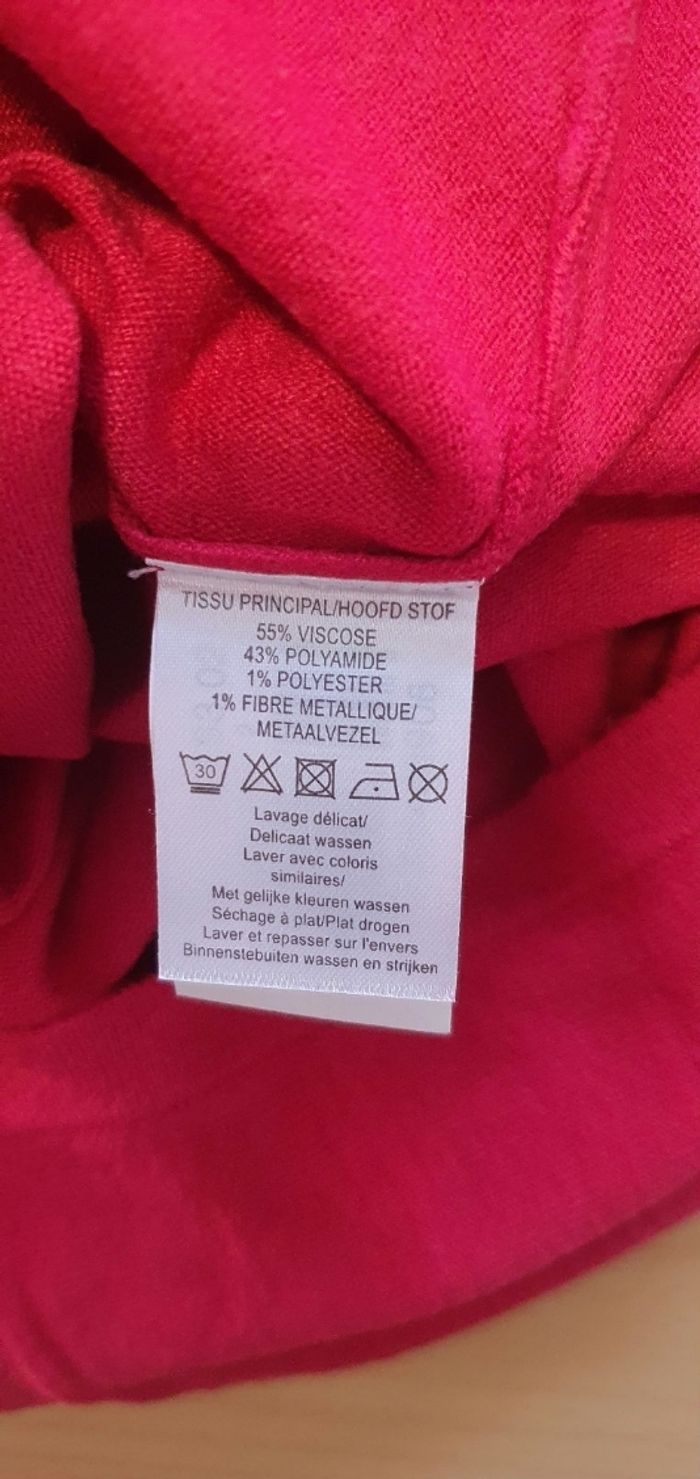 TISSU PRINCIPAL/HOOFD STOF
55% VISCOSE
43% POLYAMIDE
1% POLYESTER
1% FIBRE METALLIQUE/
METAALVEZEL
30
Lavage délicat/
Delicaat wassen
Laver avec coloris
similaires/
Met gelijke kleuren wassen
Séchage à plat/Plat drogen
Laver et repasser sur l'envers
Binnenstebuiten wassen en strijken